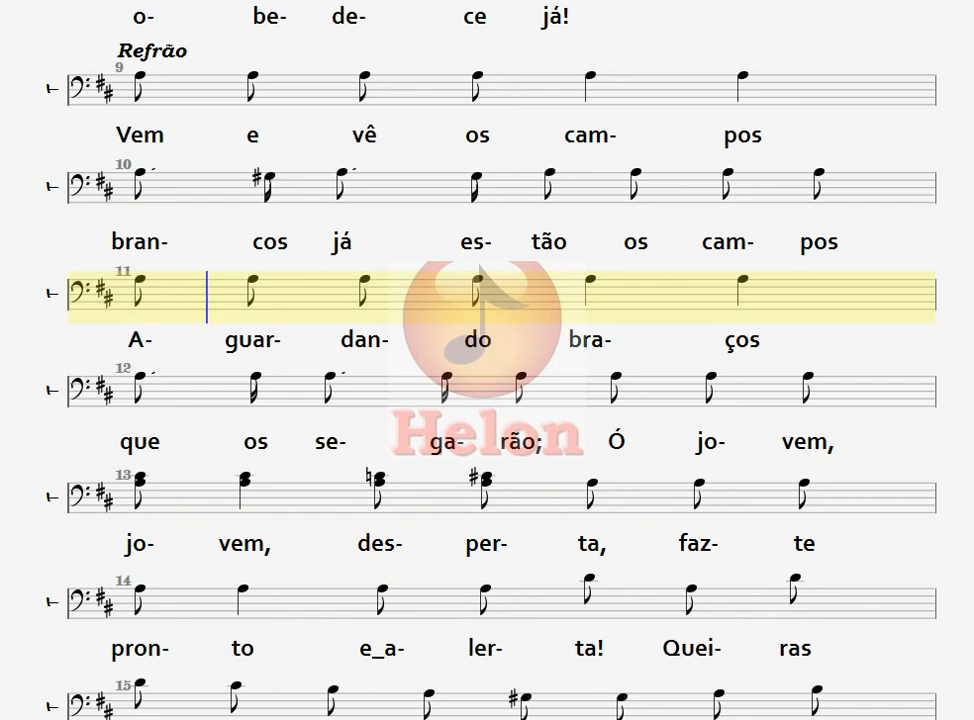 o- be- de- ce já!
Refrão
9
Vem e vê os cam- pos
10
bran- cos já es- tão os cam- pos
11
A- guar- dan- do bra- ços
12
que os se- ga- rão; Ó jo- vem,
Helon
13
jo- vem, des- per- ta, faz- te
14
pron- to e_a- ler- ta! Quei- ras
15